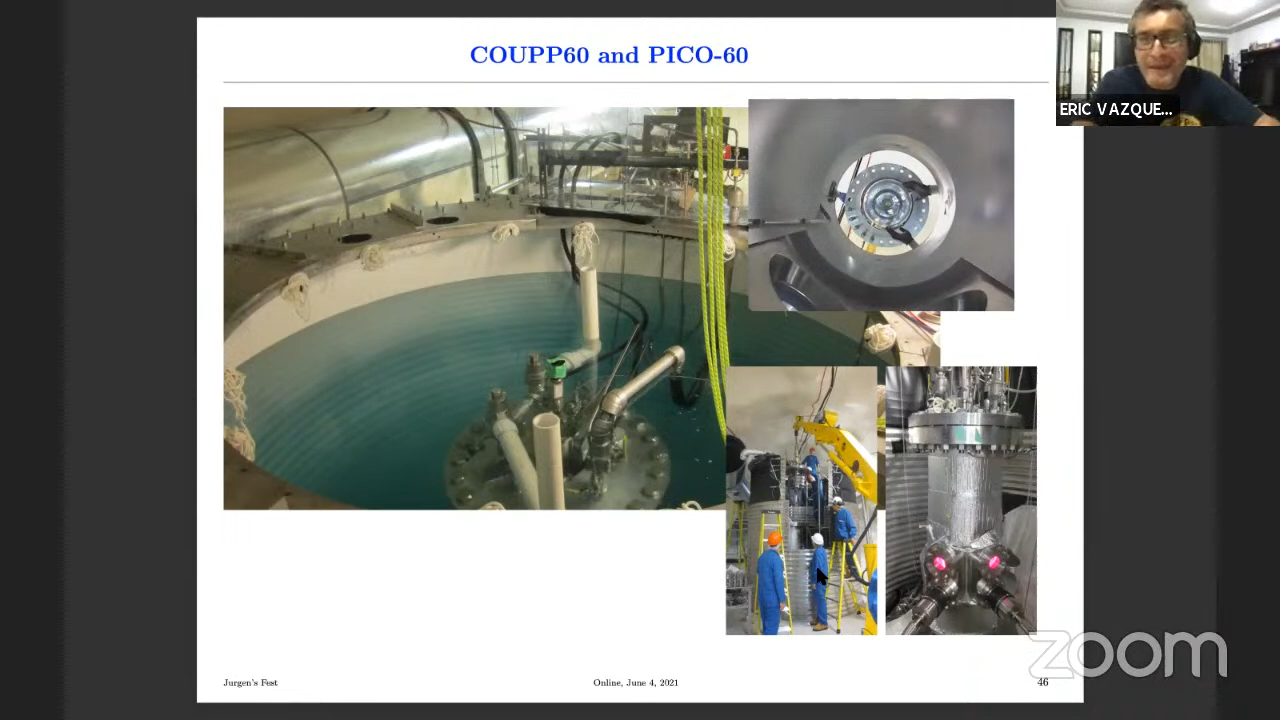 COUPP60 and PICO-60
ERIC VAZQUE...
Jurgen's Fest
Online, June 4, 2021
46
zoom